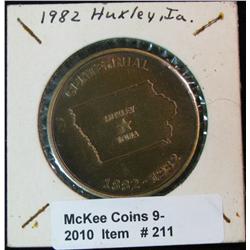 1982 Huxley, Ia.
CENTENNIAL
HUXLEY
IOWA
1882-1982
McKee Coins 9-
2010 Item # 211